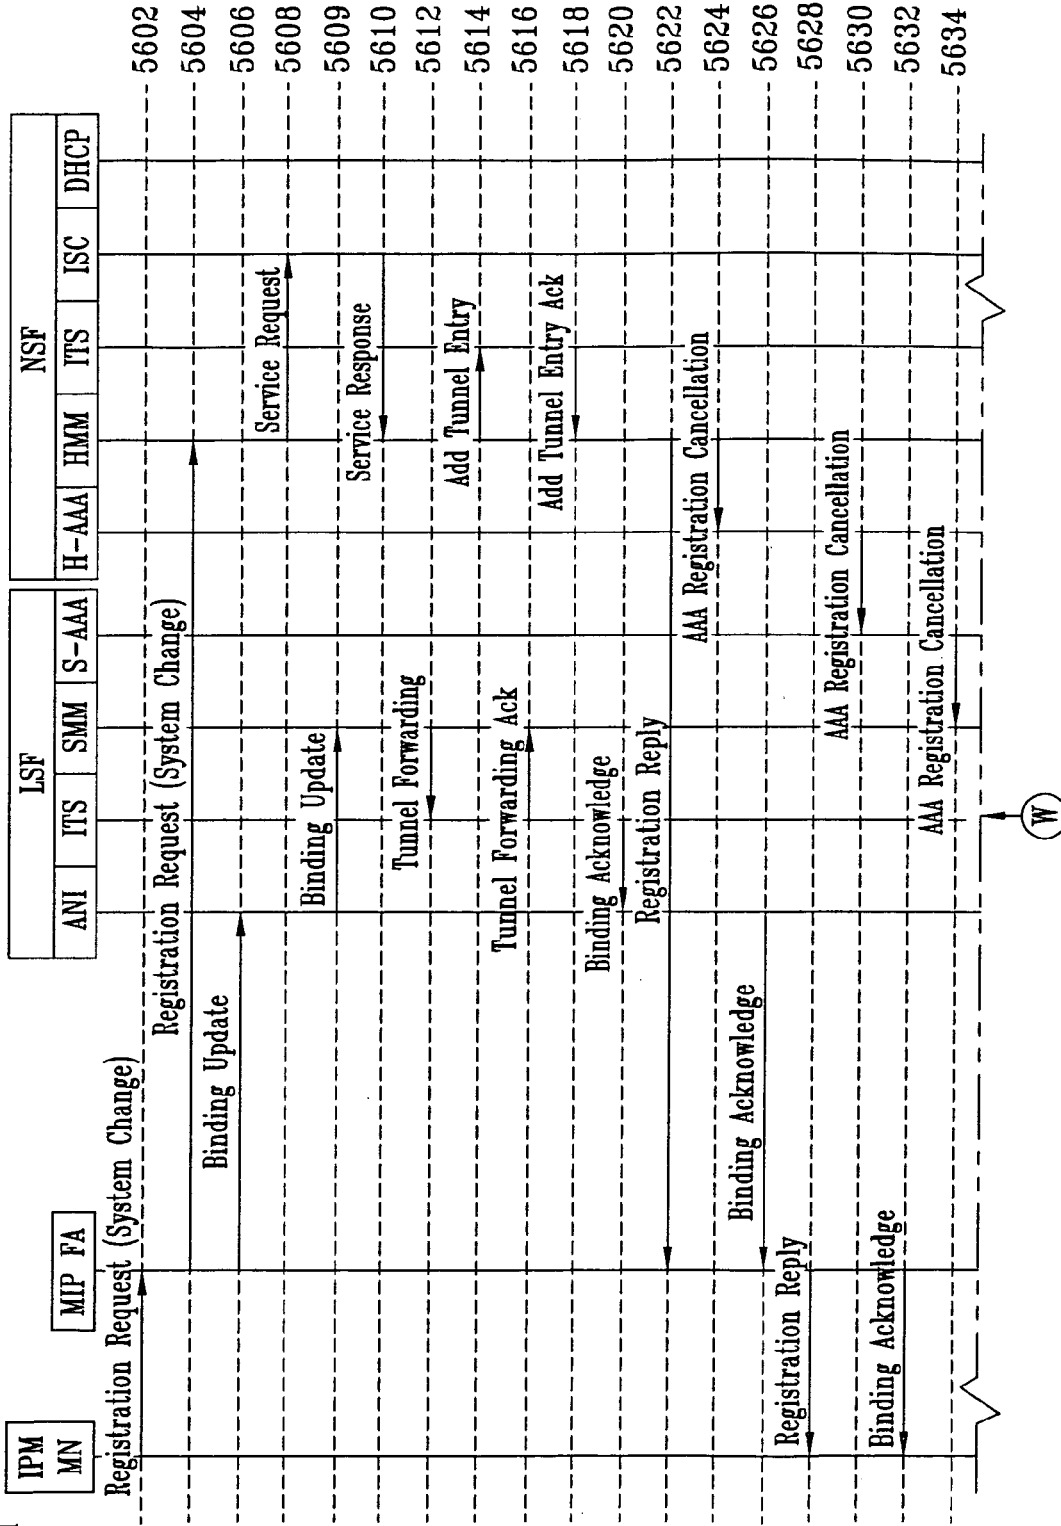 IPM
MN
MIP FA
LSF
ANI
ITS
SMM
S-AAA
NSF
H-AAA
HMM
ITS
ISC
DHCP
Registration Request (System Change)
5602
Registration Request (System Change)
5604
Binding Update
5606
Service Request
5608
Binding Update
5609
Service Response
5610
Tunnel Forwarding
5612
Add Tunnel Entry
5614
Tunnel Forwarding Ack
5616
Add Tunnel Entry Ack
5618
Binding Acknowledge
5620
Registration Reply
5622
AAA Registration Cancellation
5624
Binding Acknowledge
5626
Registration Reply
5628
AAA Registration Cancellation
5630
Binding Acknowledge
5632
AAA Registration Cancellation
5634
W